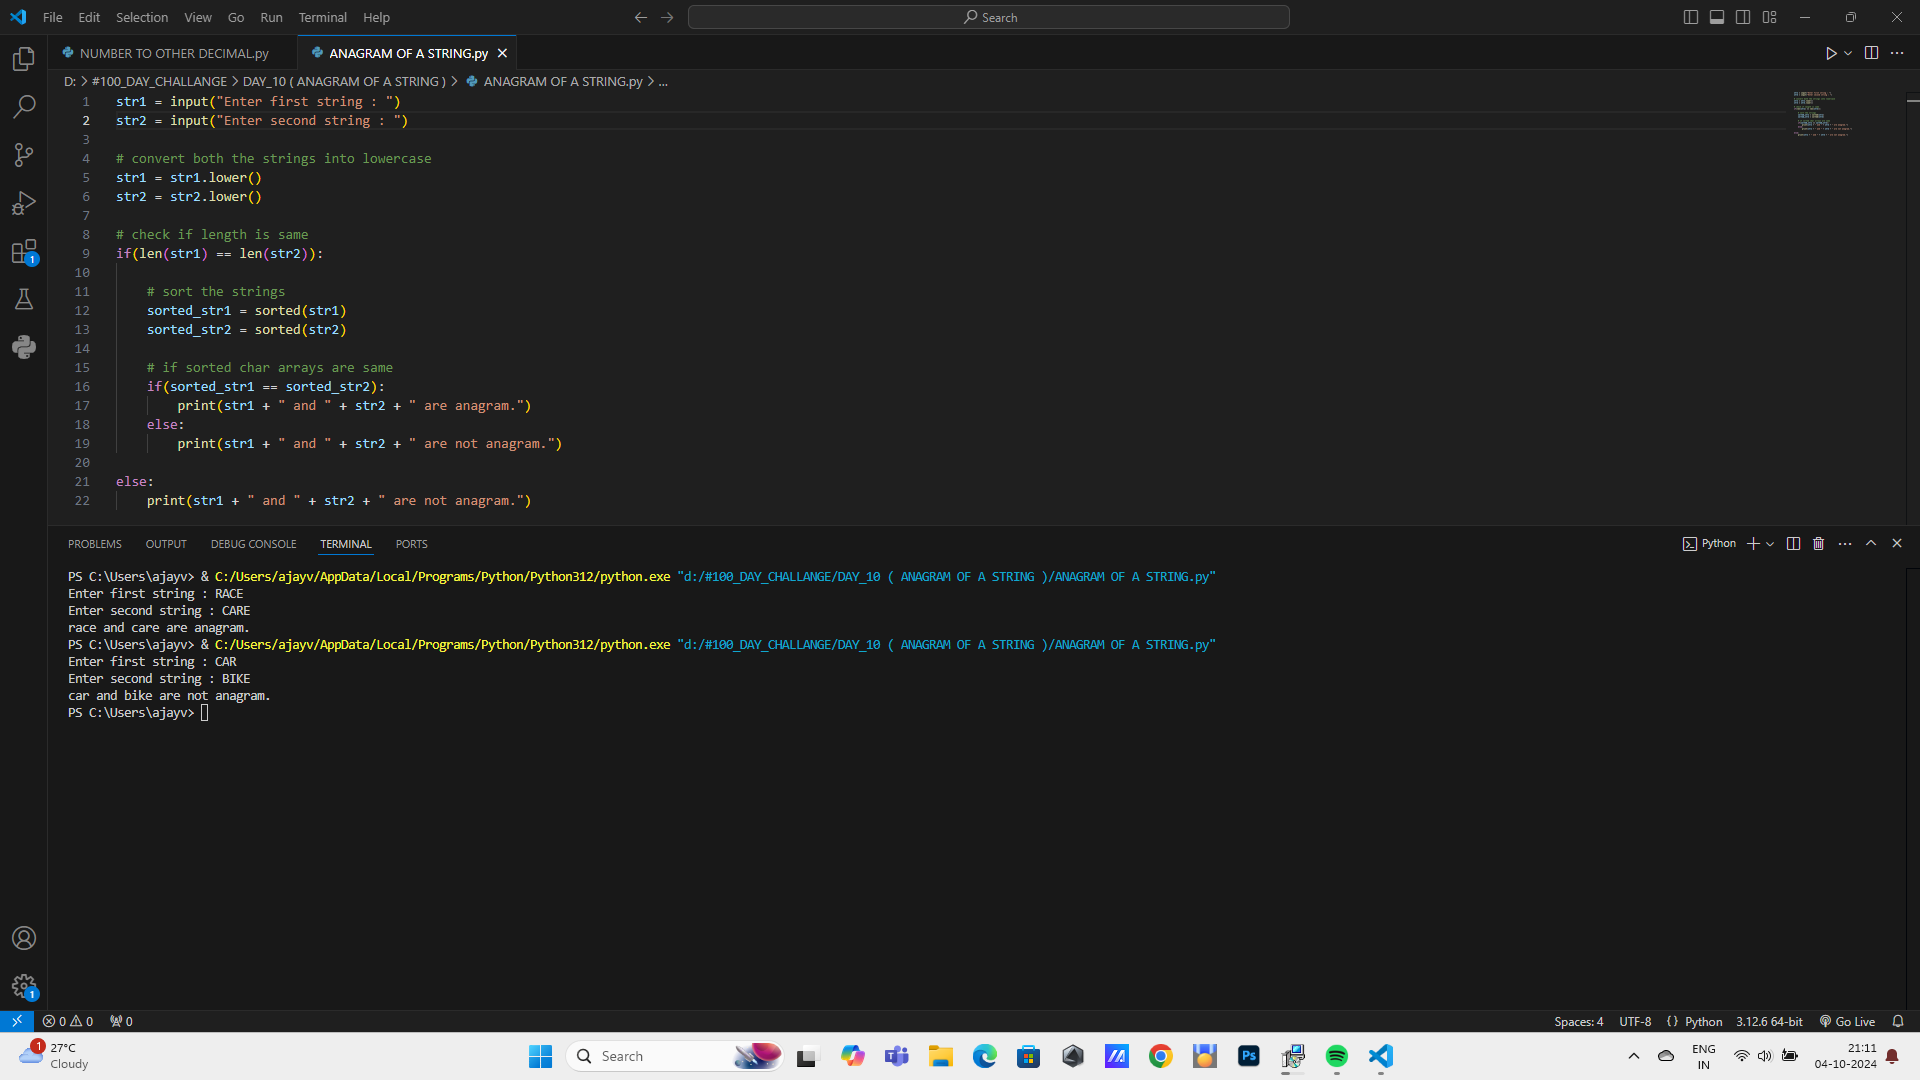 File Edit Selection View Go Run Terminal Help
Search
NUMBER TO OTHER DECIMAL.py
ANAGRAM OF A STRING.py
D: > #100_DAY_CHALLANGE > DAY_10 ( ANAGRAM OF A STRING ) > ANAGRAM OF A STRING.py > ...
1 str1 = input("Enter first string : ")
2 str2 = input("Enter second string : ")
3
4 # convert both the strings into lowercase
5 str1 = str1.lower()
6 str2 = str2.lower()
7
8 # check if length is same
9 if(len(str1) == len(str2)):
10
11 # sort the strings
12 sorted_str1 = sorted(str1)
13 sorted_str2 = sorted(str2)
14
15 # if sorted char arrays are same
16 if(sorted_str1 == sorted_str2):
17 print(str1 + " and " + str2 + " are anagram.")
18 else:
19 print(str1 + " and " + str2 + " are not anagram.")
20
21 else:
22 print(str1 + " and " + str2 + " are not anagram.")
PROBLEMS OUTPUT DEBUG CONSOLE TERMINAL PORTS
Python
PS C:\Users\ajayv> & C:/Users/ajayv/AppData/Local/Programs/Python/Python312/python.exe "d:/#100_DAY_CHALLANGE/DAY_10 ( ANAGRAM OF A STRING )/ANAGRAM OF A STRING.py"
Enter first string : RACE
Enter second string : CARE
race and care are anagram.
PS C:\Users\ajayv> & C:/Users/ajayv/AppData/Local/Programs/Python/Python312/python.exe "d:/#100_DAY_CHALLANGE/DAY_10 ( ANAGRAM OF A STRING )/ANAGRAM OF A STRING.py"
Enter first string : CAR
Enter second string : BIKE
car and bike are not anagram.
PS C:\Users\ajayv>
1
1
0 0 0
Spaces: 4 UTF-8 {} Python 3.12.6 64-bit Go Live
1
27°C
Cloudy
Search
Ps
ENG
IN
21:11
04-10-2024